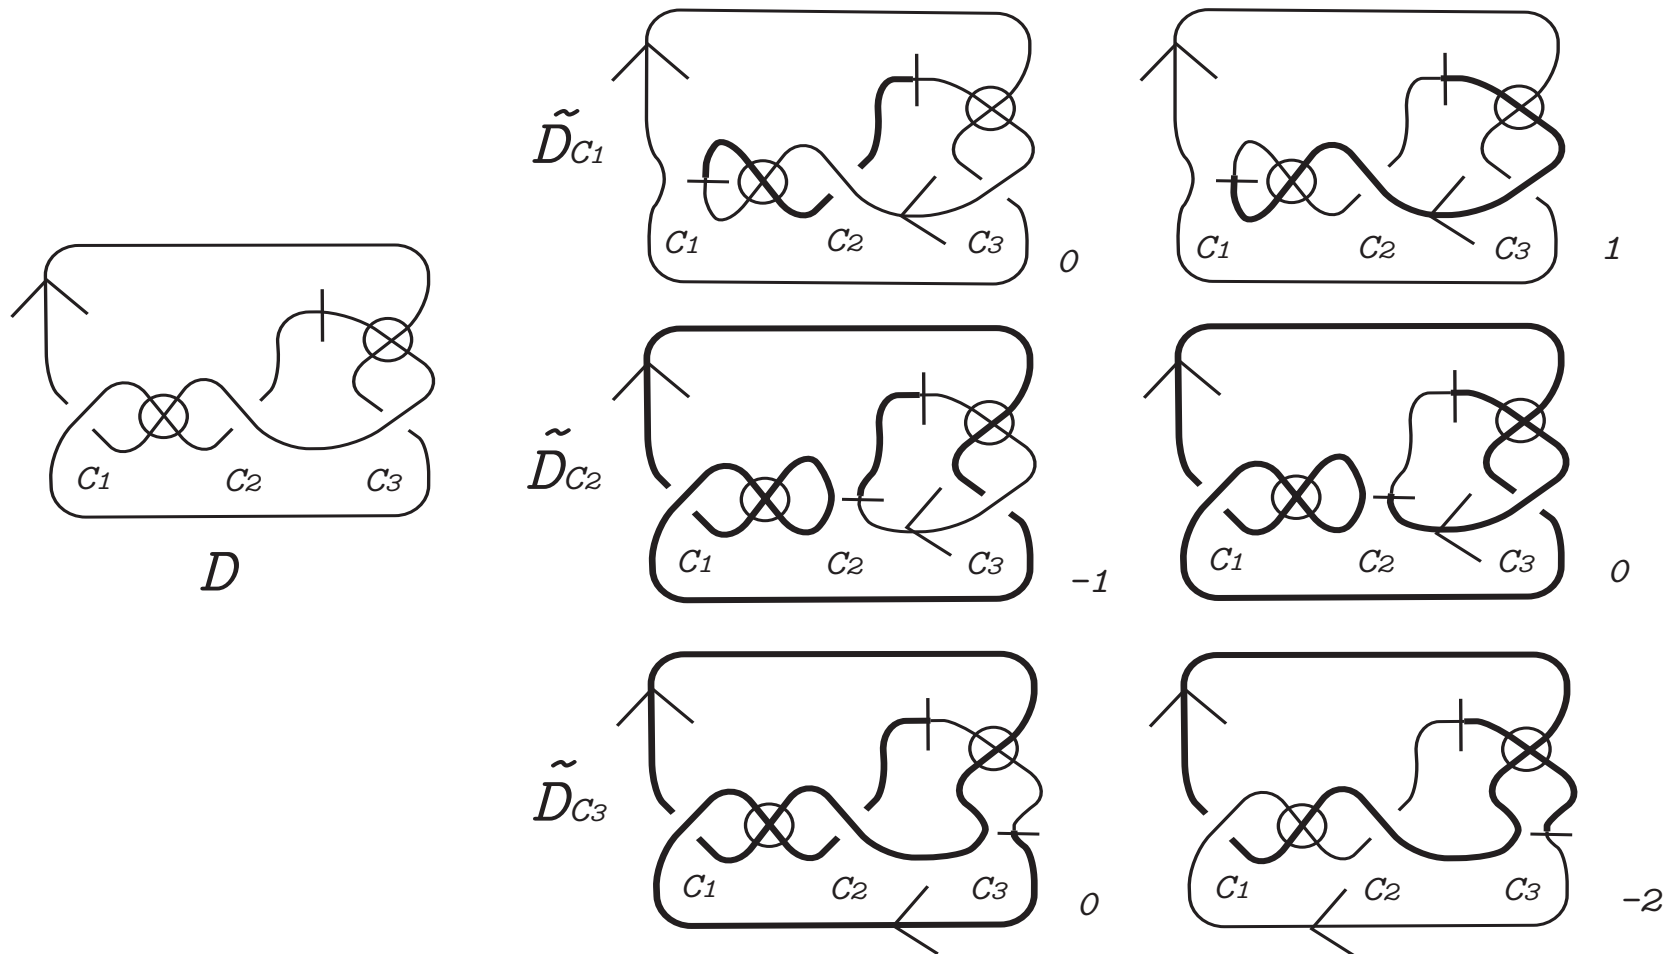 D̃C1
C1 C2 C3 0
C1 C2 C3 1
C1 C2 C3
D
D̃C2
C1 C2 C3 -1
C1 C2 C3 0
D̃C3
C1 C2 C3 0
C1 C2 C3 -2